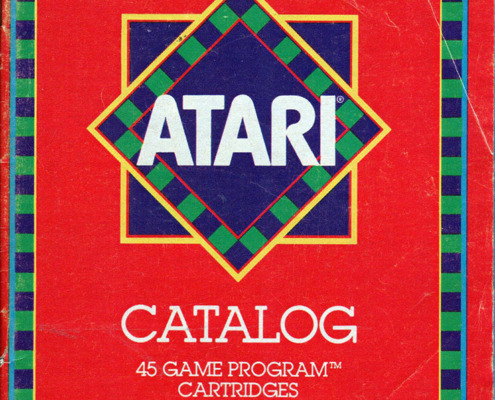 ATARI®
CATALOG
45 GAME PROGRAM™
CARTRIDGES